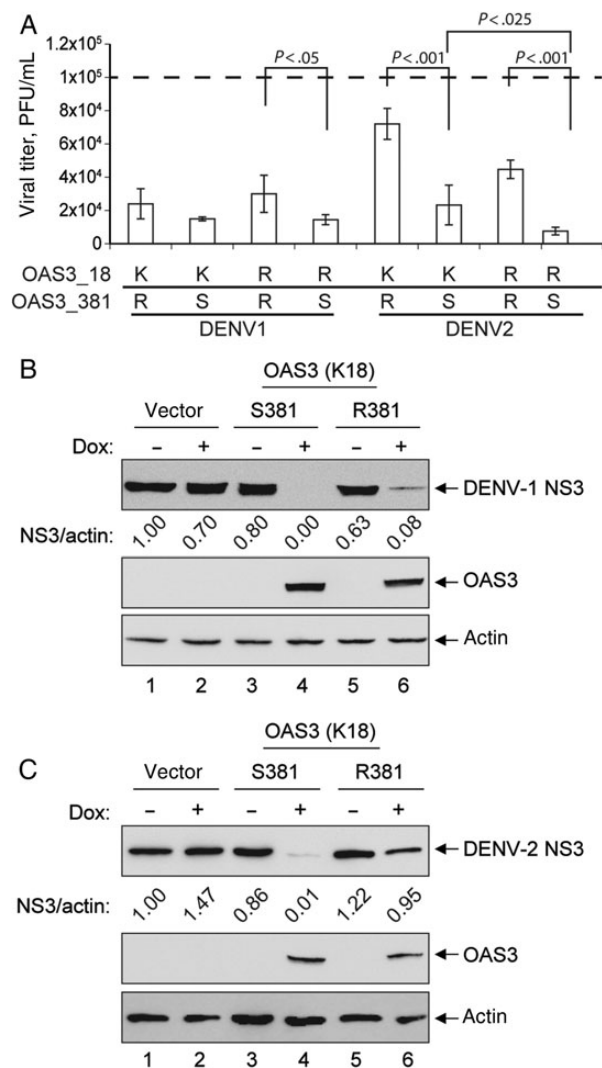 A
Viral titer, PFU/mL
1.2x10⁵
1x10⁵
8x10⁴
6x10⁴
4x10⁴
2x10⁴
0
P<.05
P<.001
P<.025
P<.001
OAS3_18 K K R R K K R R
OAS3_381 R S R S R S R S
DENV1 DENV2
B
OAS3 (K18)
Vector S381 R381
Dox: – + – + – +
DENV-1 NS3
NS3/actin: 1.00 0.70 0.80 0.00 0.63 0.08
OAS3
Actin
1 2 3 4 5 6
C
OAS3 (K18)
Vector S381 R381
Dox: – + – + – +
DENV-2 NS3
NS3/actin: 1.00 1.47 0.86 0.01 1.22 0.95
OAS3
Actin
1 2 3 4 5 6